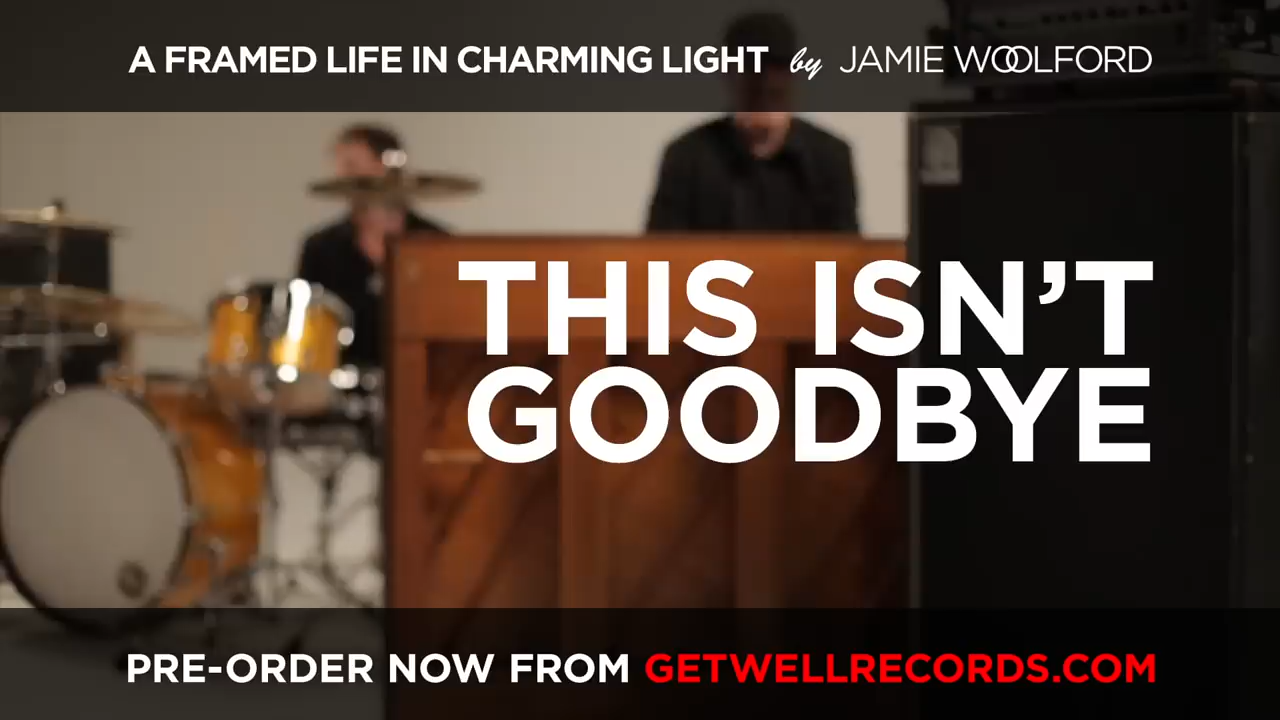 A FRAMED LIFE IN CHARMING LIGHT by JAMIE WOOLFORD
THIS ISN'T
GOODBYE
PRE-ORDER NOW FROM GETWELLRECORDS.COM